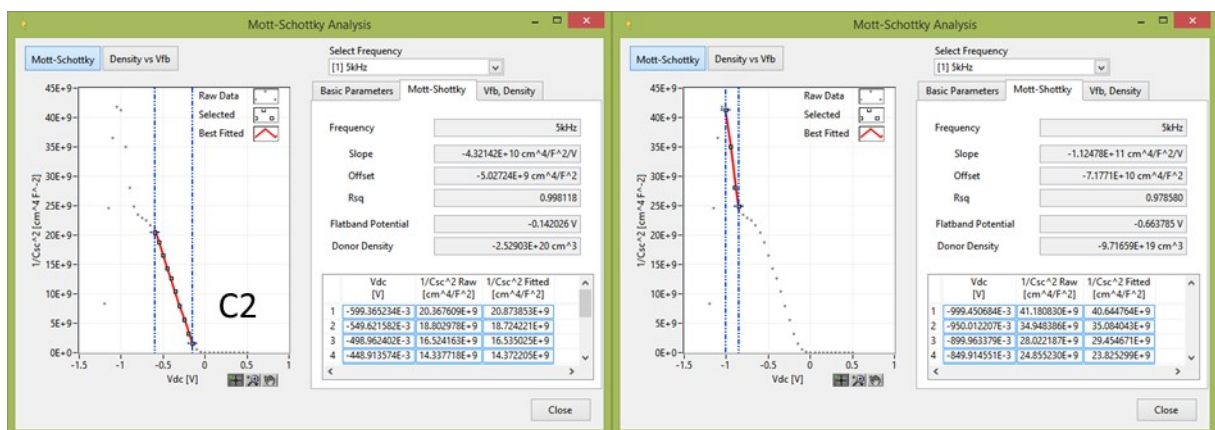 Mott-Schottky Analysis
Mott-Schottky
Density vs Vfb
Select Frequency
[1] 5kHz
Basic Parameters
Mott-Shottky
Vfb, Density
45E+9-
40E+9-
35E+9-
30E+9-
25E+9-
20E+9-
15E+9-
10E+9-
5E+9-
0E+0-
1/Csc^2 [cm^4 F^-2]
Raw Data
Selected
Best Fitted
C2
-1.5 -1 -0.5 0 0.5 1
Vdc [V]
Frequency 5kHz
Slope -4.32142E+10 cm^4/F^2/V
Offset -5.02724E+9 cm^4/F^2
Rsq 0.998118
Flatband Potential -0.142026 V
Donor Density -2.52903E+20 cm^3
Vdc 1/Csc^2 Raw 1/Csc^2 Fitted
[V] [cm^4/F^2] [cm^4/F^2]
1 -599.365234E-3 20.367609E+9 20.873853E+9
2 -549.621582E-3 18.802978E+9 18.724221E+9
3 -498.962402E-3 16.524163E+9 16.535025E+9
4 -448.913574E-3 14.337718E+9 14.372205E+9
Close
Mott-Schottky Analysis
Mott-Schottky
Density vs Vfb
Select Frequency
[1] 5kHz
Basic Parameters
Mott-Shottky
Vfb, Density
45E+9-
40E+9-
35E+9-
30E+9-
25E+9-
20E+9-
15E+9-
10E+9-
5E+9-
0E+0-
1/Csc^2 [cm^4 F^-2]
Raw Data
Selected
Best Fitted
-1.5 -1 -0.5 0 0.5 1
Vdc [V]
Frequency 5kHz
Slope -1.12478E+11 cm^4/F^2/V
Offset -7.1771E+10 cm^4/F^2
Rsq 0.978580
Flatband Potential -0.663785 V
Donor Density -9.71659E+19 cm^3
Vdc 1/Csc^2 Raw 1/Csc^2 Fitted
[V] [cm^4/F^2] [cm^4/F^2]
1 -999.450684E-3 41.180830E+9 40.644764E+9
2 -950.012207E-3 34.948386E+9 35.084043E+9
3 -899.963379E-3 28.022187E+9 29.454671E+9
4 -849.914551E-3 24.855230E+9 23.825299E+9
Close